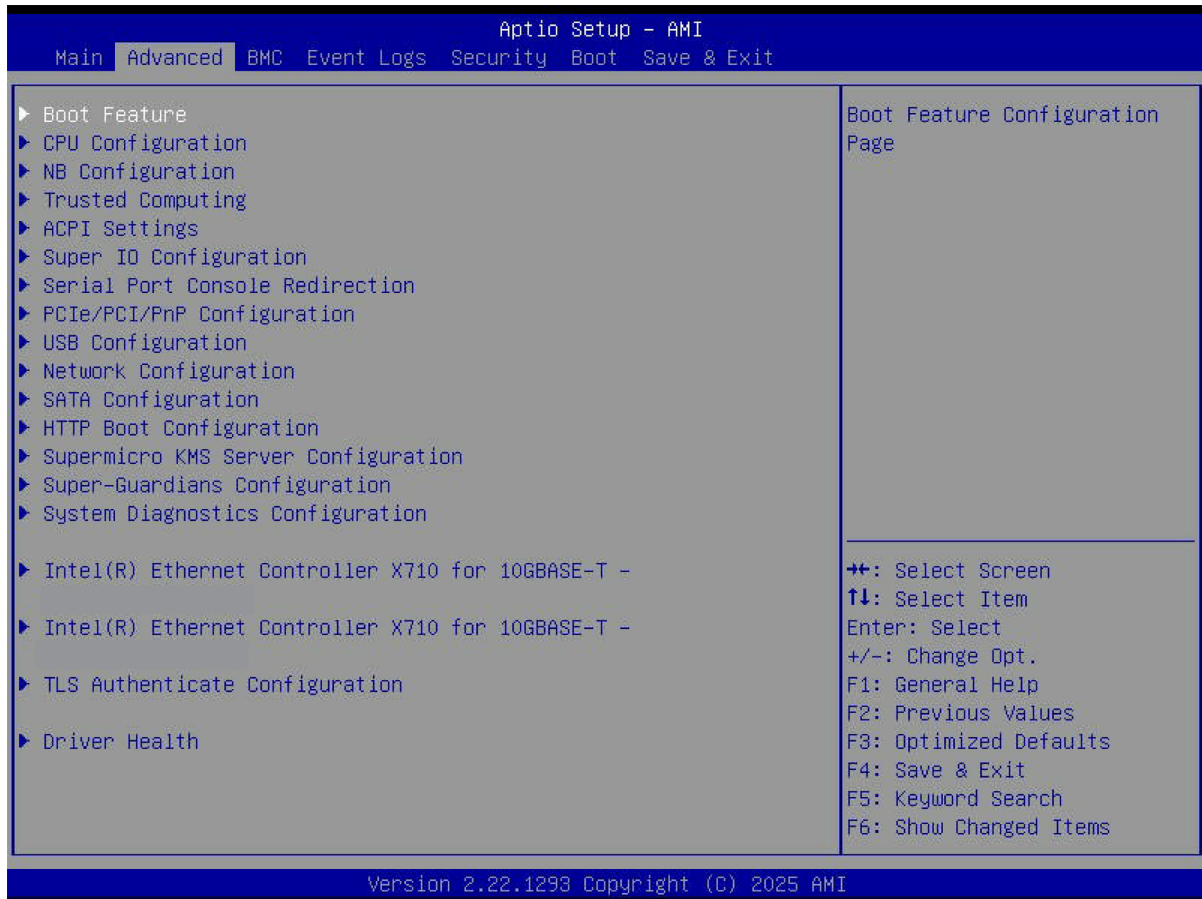 Aptio Setup – AMI
Main Advanced BMC Event Logs Security Boot Save & Exit
Boot Feature
CPU Configuration
NB Configuration
Trusted Computing
ACPI Settings
Super IO Configuration
Serial Port Console Redirection
PCIe/PCI/PnP Configuration
USB Configuration
Network Configuration
SATA Configuration
HTTP Boot Configuration
Supermicro KMS Server Configuration
Super-Guardians Configuration
System Diagnostics Configuration
Intel(R) Ethernet Controller X710 for 10GBASE-T -
Intel(R) Ethernet Controller X710 for 10GBASE-T -
TLS Authenticate Configuration
Driver Health
Boot Feature Configuration
Page
→←: Select Screen
↑↓: Select Item
Enter: Select
+/-: Change Opt.
F1: General Help
F2: Previous Values
F3: Optimized Defaults
F4: Save & Exit
F5: Keyword Search
F6: Show Changed Items
Version 2.22.1293 Copyright (C) 2025 AMI